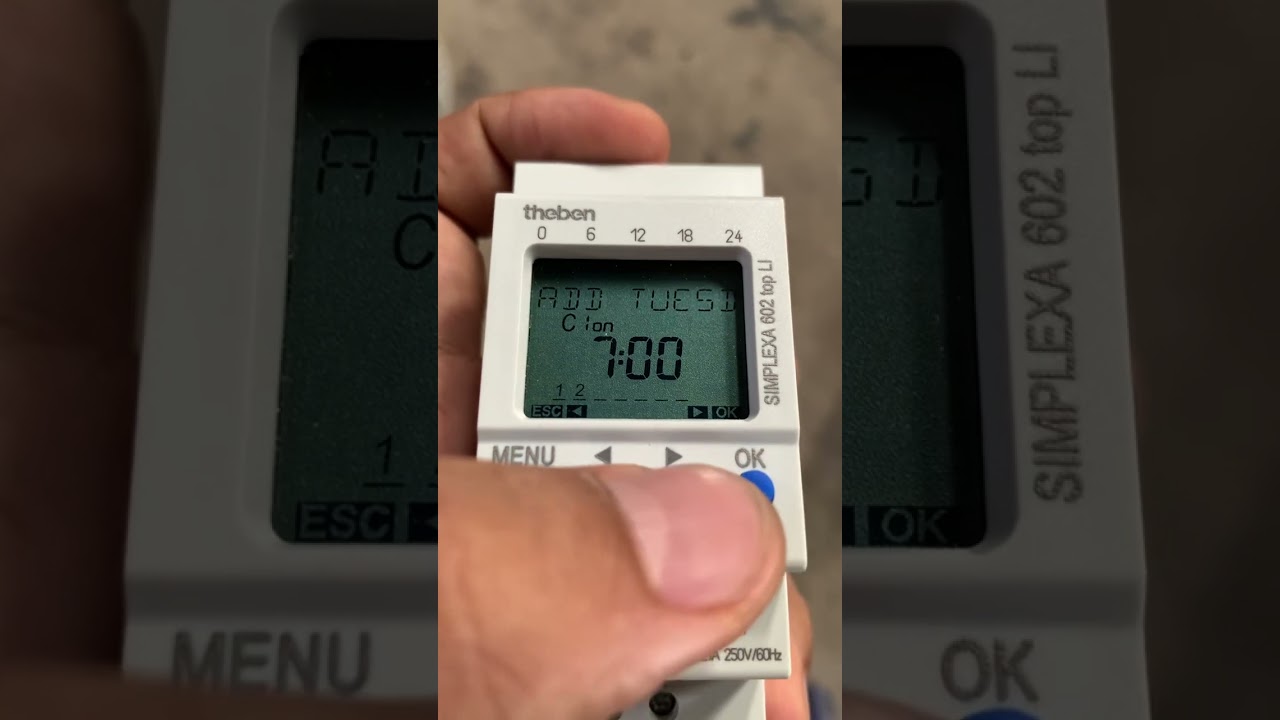 theben
0 6 12 18 24
ADD TUESD
C1on
7:00
1 2
ESC ◀ ▶ OK
MENU ◀ ▶ OK
SIMPLEXA 602 top LI
250V/60Hz